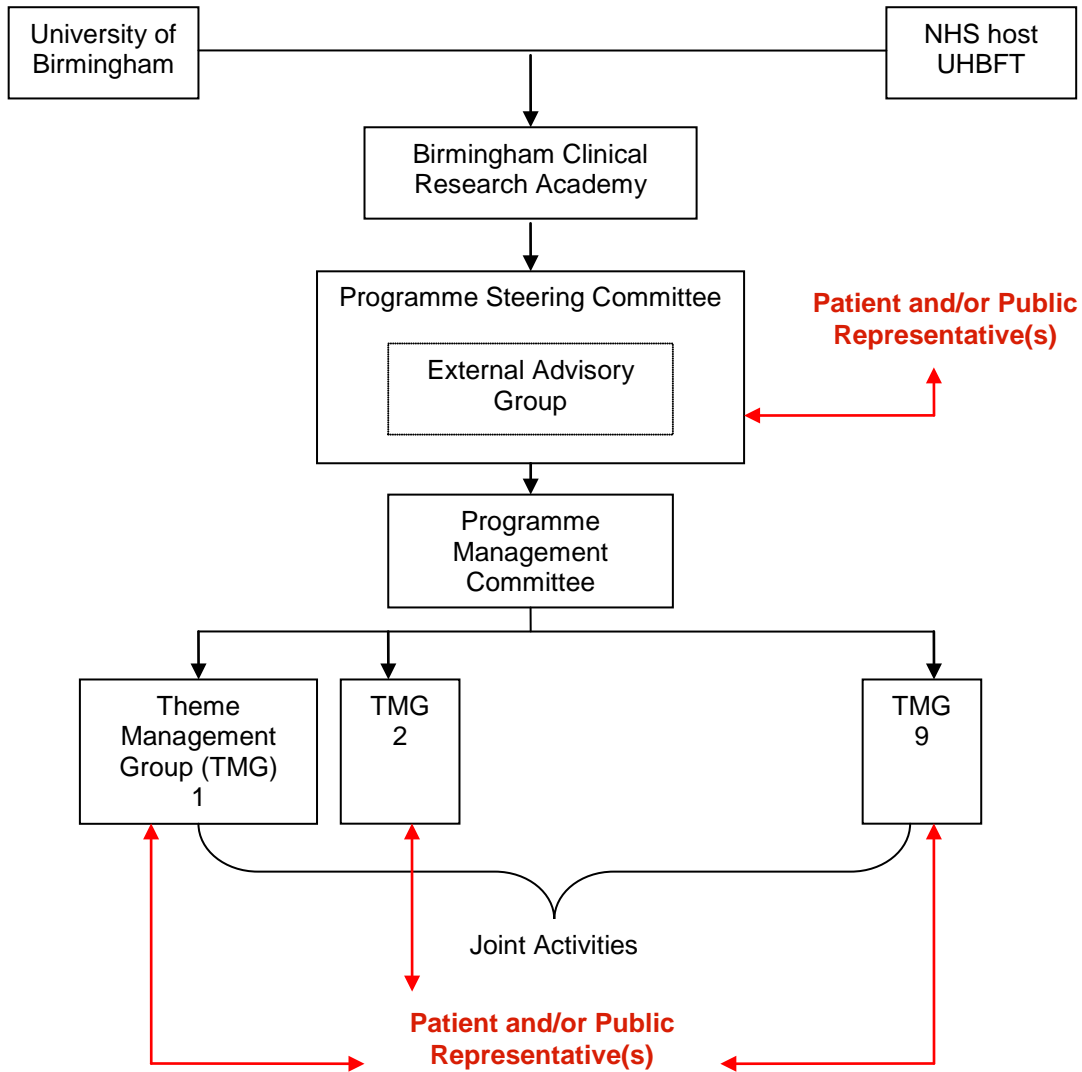 University of
Birmingham
NHS host
UHBFT
Birmingham Clinical
Research Academy
Programme Steering Committee
External Advisory
Group
Patient and/or Public
Representative(s)
Programme
Management
Committee
Theme
Management
Group (TMG)
1
TMG
2
TMG
9
Joint Activities
Patient and/or Public
Representative(s)